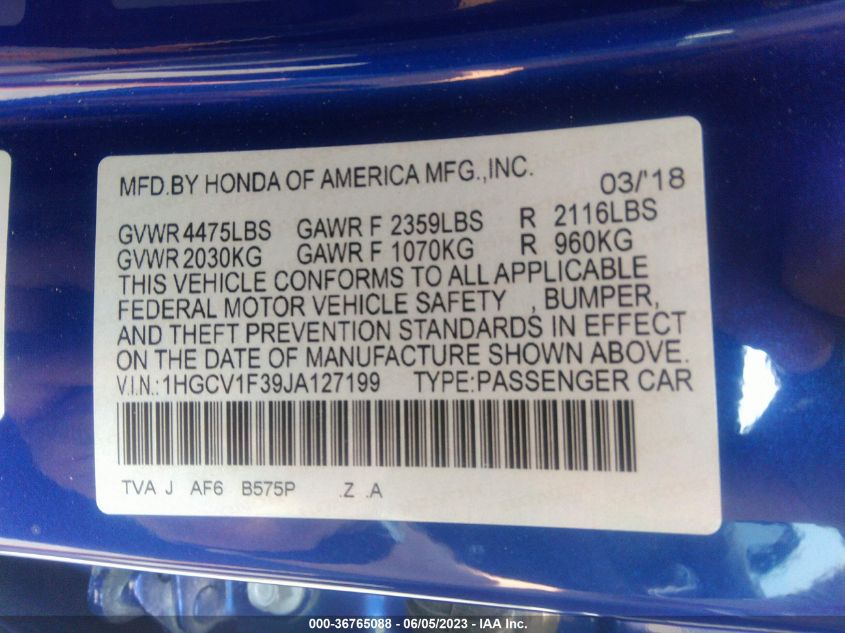 MFD.BY HONDA OF AMERICA MFG.,INC. 03/'18
GVWR 4475LBS GAWR F 2359LBS R 2116LBS
GVWR 2030KG GAWR F 1070KG R 960KG
THIS VEHICLE CONFORMS TO ALL APPLICABLE
FEDERAL MOTOR VEHICLE SAFETY , BUMPER,
AND THEFT PREVENTION STANDARDS IN EFFECT
ON THE DATE OF MANUFACTURE SHOWN ABOVE.
V.I.N.:1HGCV1F39JA127199 TYPE:PASSENGER CAR
TVA J AF6 B575P .Z .A
000-36765088 - 06/05/2023 - IAA Inc.